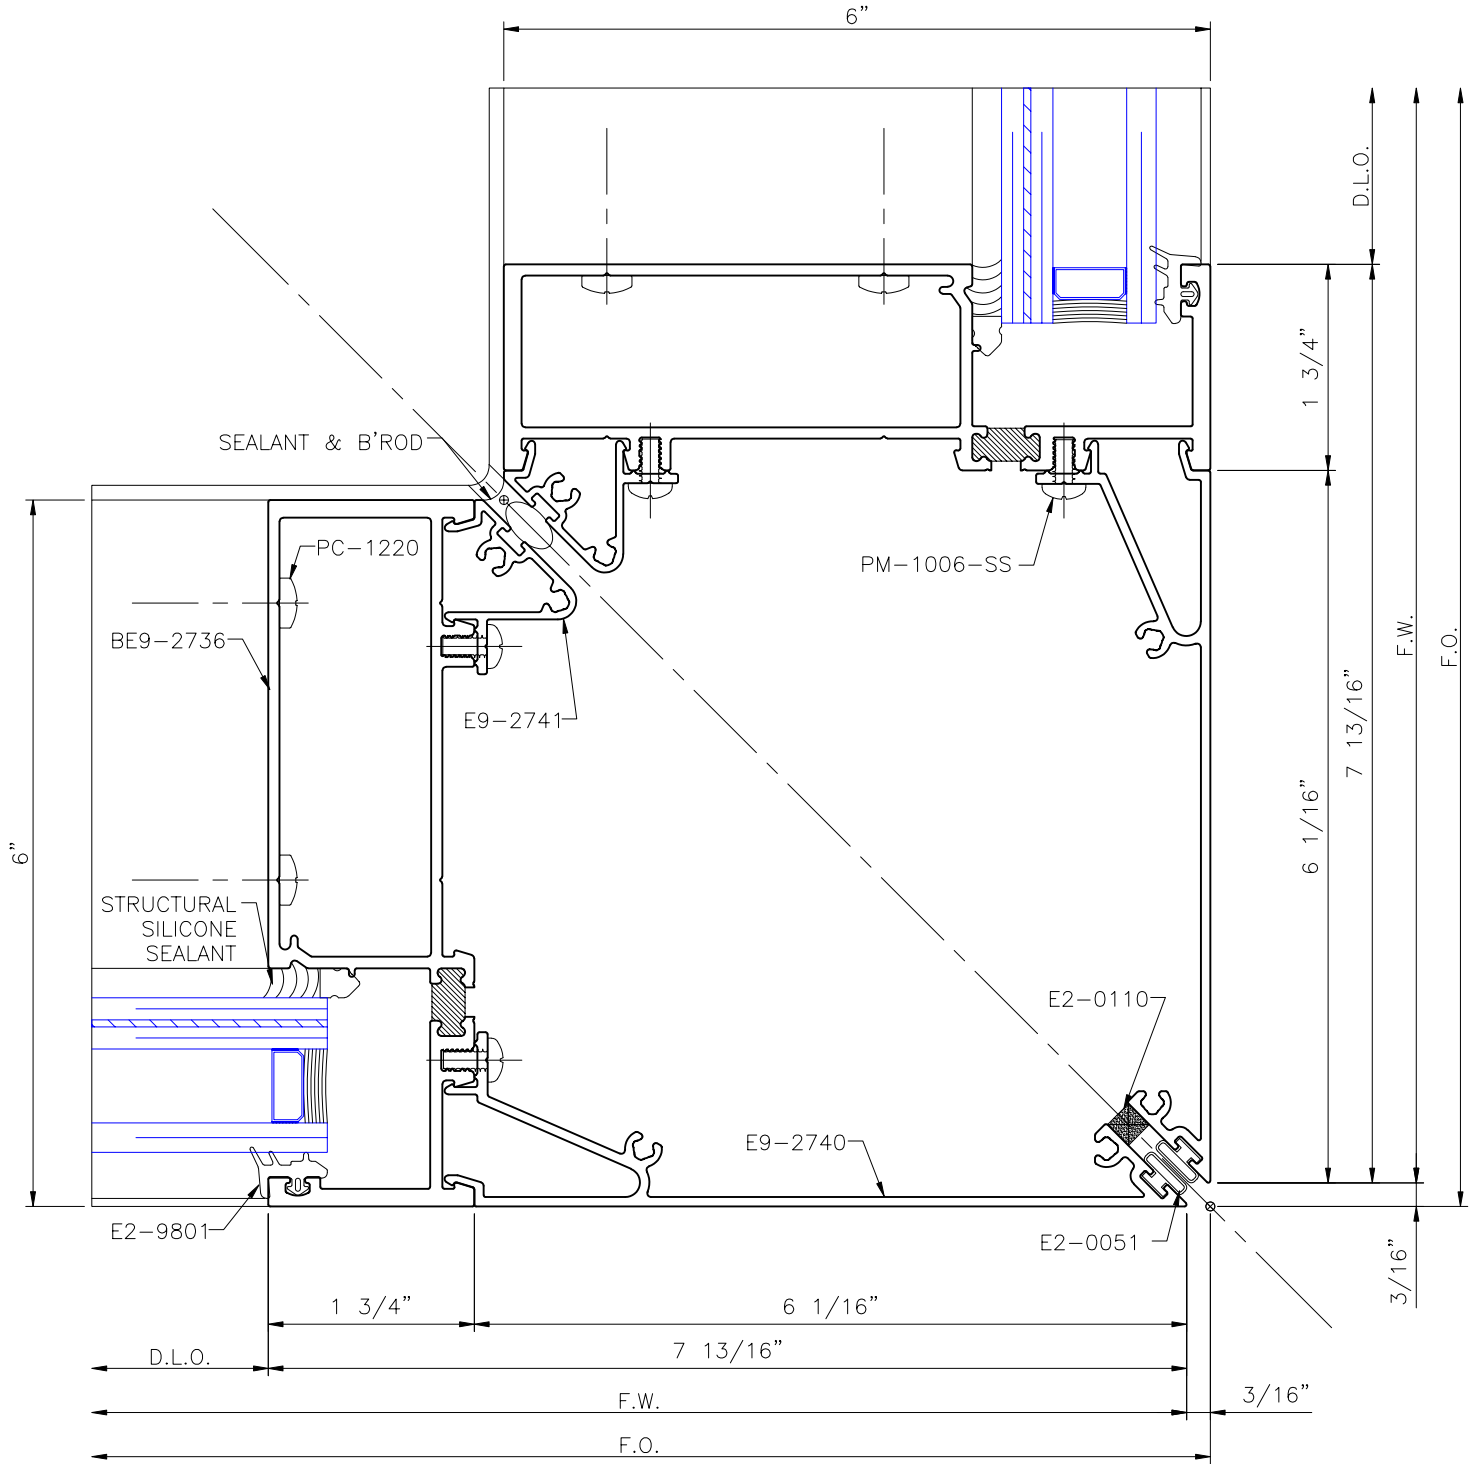 6”
D.L.O.
1 3/4”
SEALANT & B’ROD
PC-1220
PM-1006-SS
BE9-2736
F.W.
F.O.
E9-2741
7 13/16”
6 1/16”
6”
STRUCTURAL
SILICONE
SEALANT
E2-0110
E9-2740
E2-9801
E2-0051
3/16”
1 3/4”
6 1/16”
D.L.O.
7 13/16”
F.W.
3/16”
F.O.